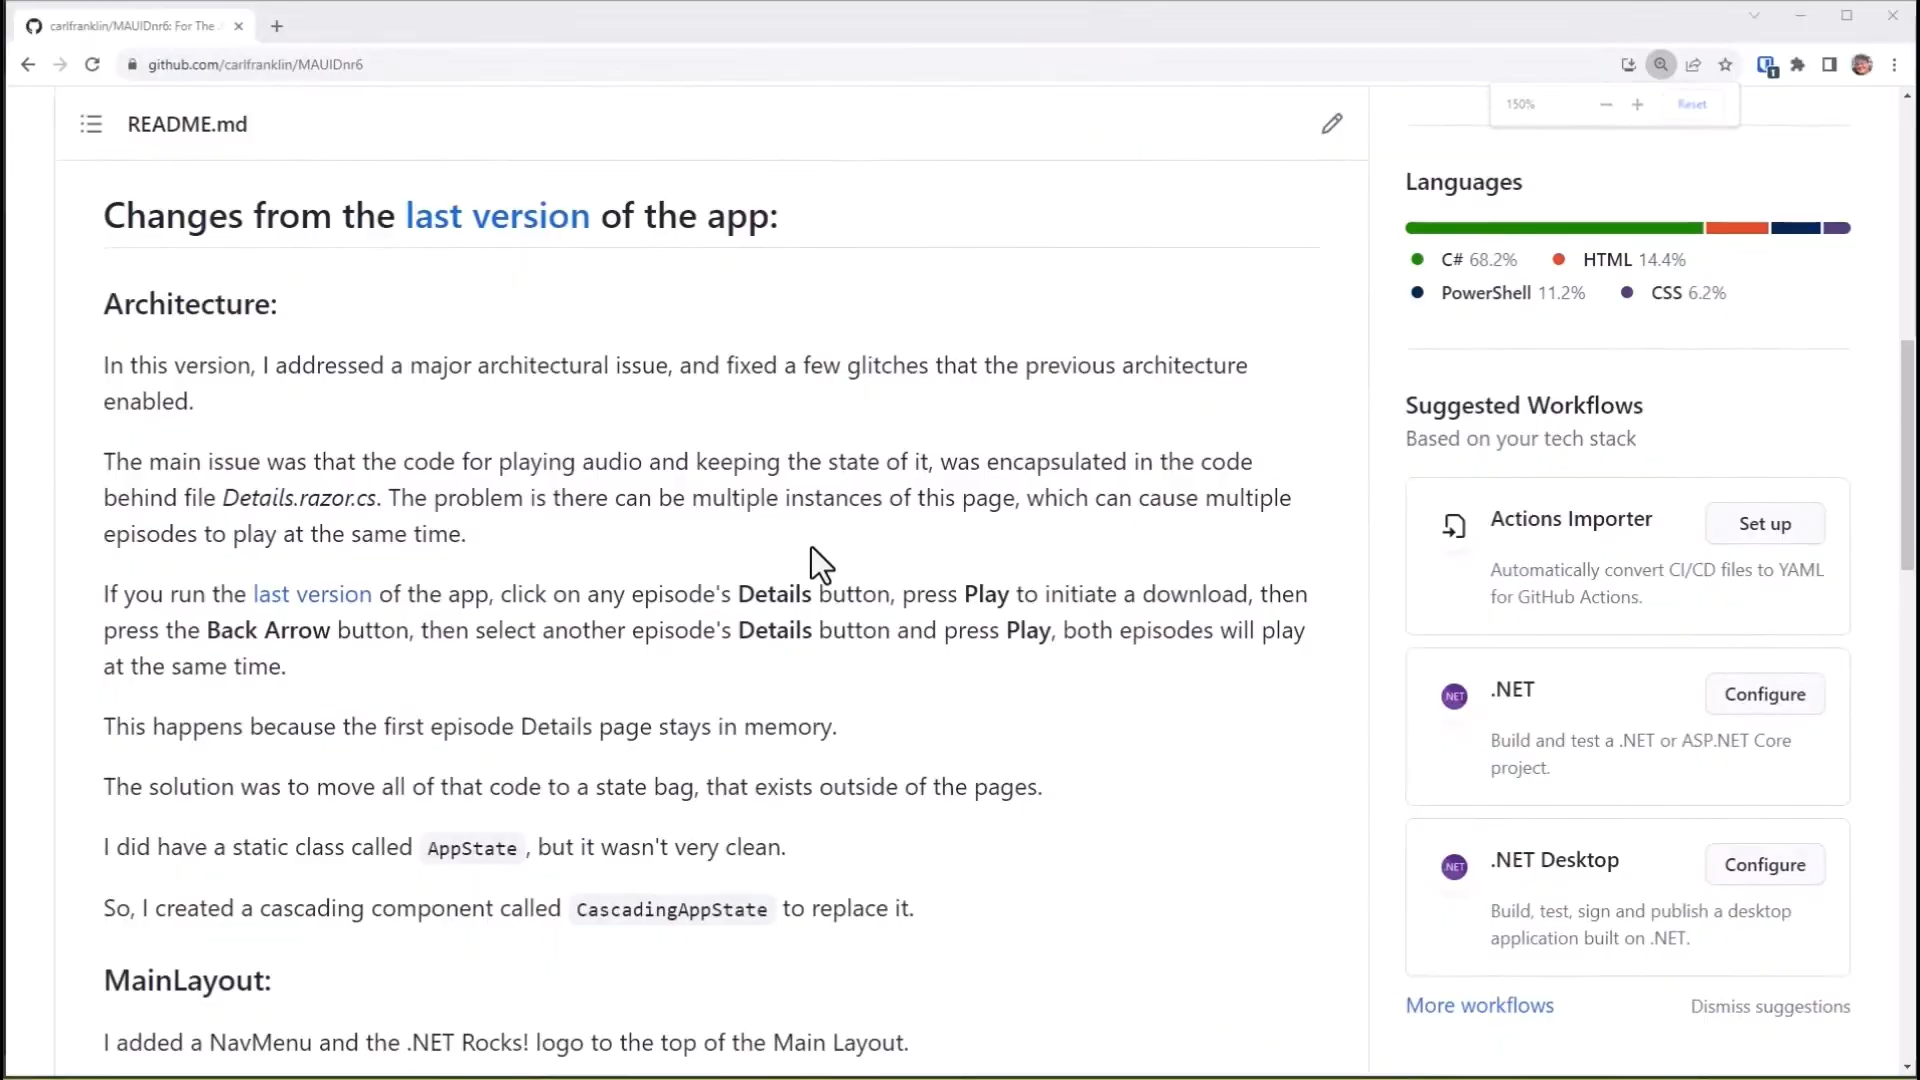 carlfranklin/MAUIDnr6: For The
github.com/carlfranklin/MAUIDnr6
150%
Reset
README.md
Changes from the last version of the app:
Architecture:
In this version, I addressed a major architectural issue, and fixed a few glitches that the previous architecture
enabled.
The main issue was that the code for playing audio and keeping the state of it, was encapsulated in the code
behind file Details.razor.cs. The problem is there can be multiple instances of this page, which can cause multiple
episodes to play at the same time.
If you run the last version of the app, click on any episode's Details button, press Play to initiate a download, then
press the Back Arrow button, then select another episode's Details button and press Play, both episodes will play
at the same time.
This happens because the first episode Details page stays in memory.
The solution was to move all of that code to a state bag, that exists outside of the pages.
I did have a static class called AppState, but it wasn't very clean.
So, I created a cascading component called CascadingAppState to replace it.
MainLayout:
I added a NavMenu and the .NET Rocks! logo to the top of the Main Layout.
Languages
C# 68.2% HTML 14.4%
PowerShell 11.2% CSS 6.2%
Suggested Workflows
Based on your tech stack
Actions Importer
Set up
Automatically convert CI/CD files to YAML
for GitHub Actions.
.NET
Configure
Build and test a .NET or ASP.NET Core
project.
.NET Desktop
Configure
Build, test, sign and publish a desktop
application built on .NET.
More workflows
Dismiss suggestions